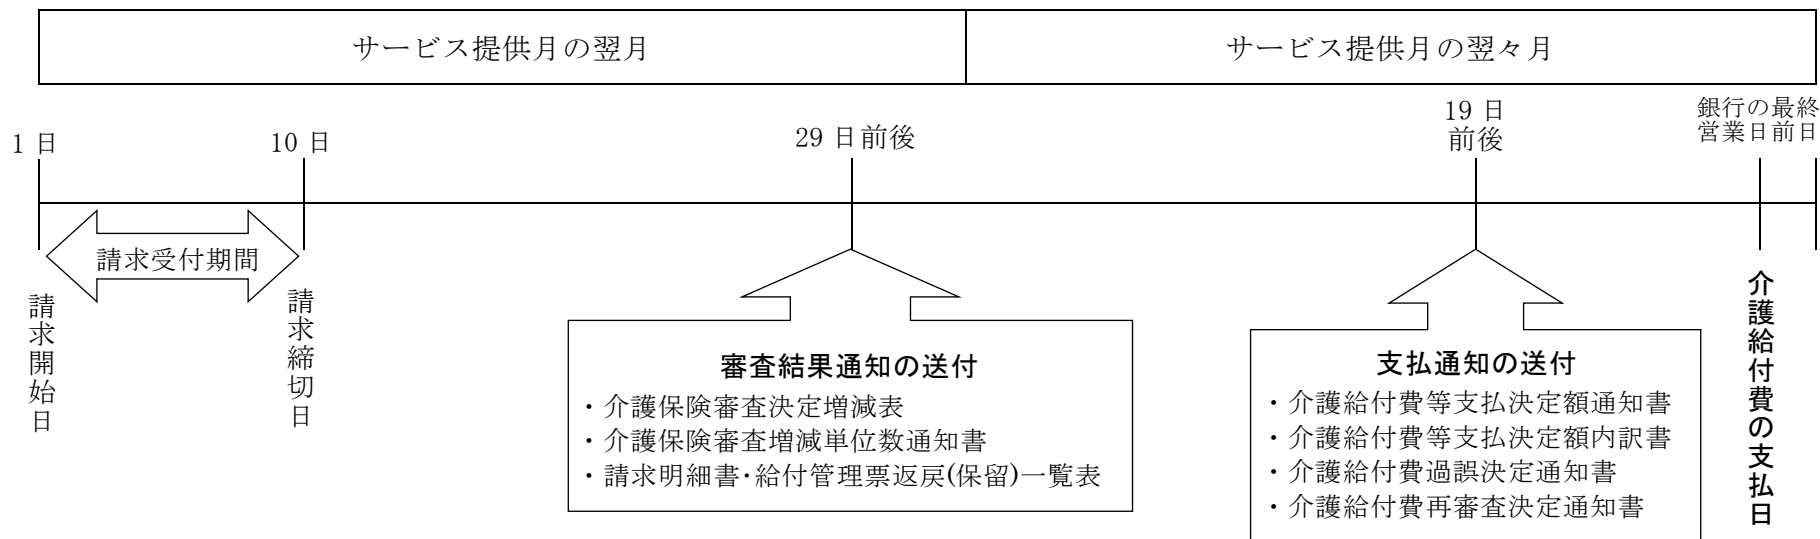 サービス提供月の翌月
サービス提供月の翌々月
1 日
10 日
29 日前後
19 日
前後
銀行の最終
営業日前日
請求受付期間
請求開始日
請求締切日
審査結果通知の送付
・介護保険審査決定増減表
・介護保険審査増減単位数通知書
・請求明細書・給付管理票返戻(保留)一覧表
支払通知の送付
・介護給付費等支払決定額通知書
・介護給付費等支払決定額内訳書
・介護給付費過誤決定通知書
・介護給付費再審査決定通知書
介護給付費の支払日